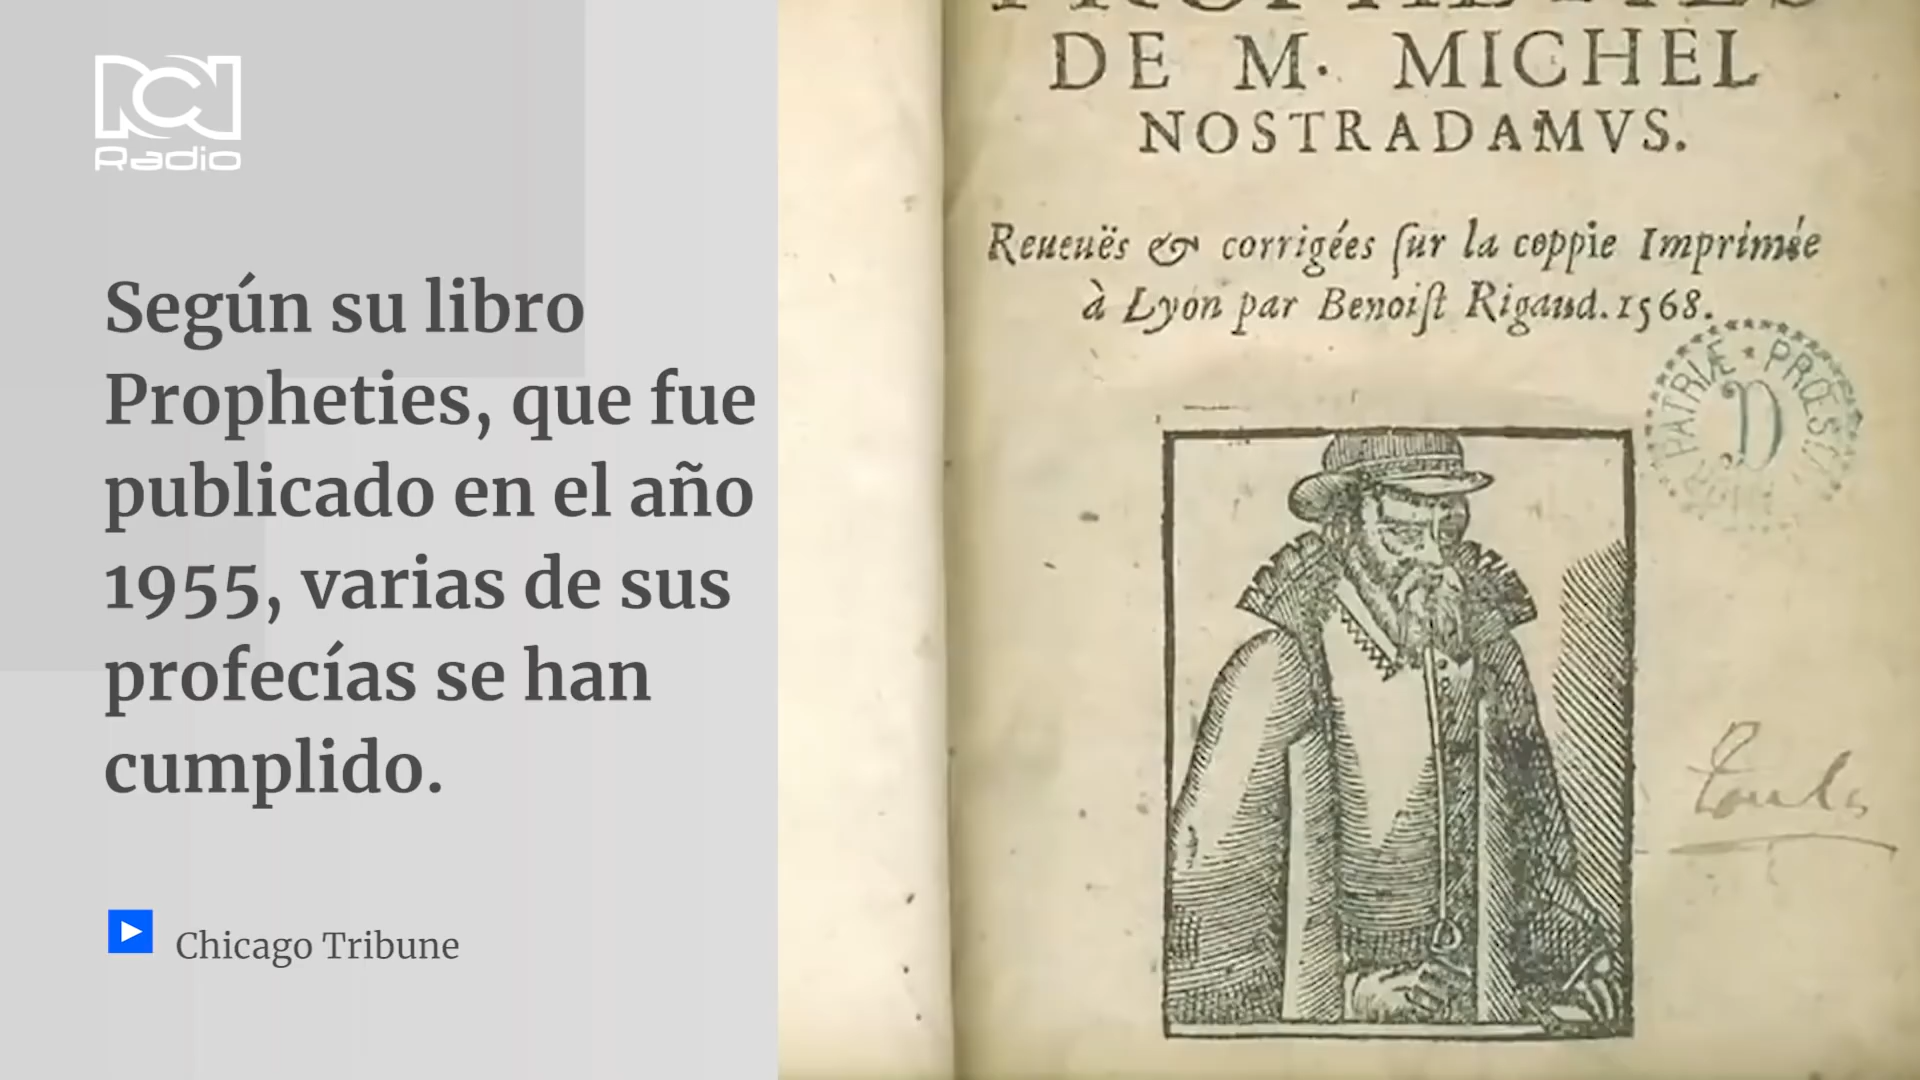 RCN
Radio
Según su libro
Propheties, que fue
publicado en el año
1955, varias de sus
profecías se han
cumplido.
Chicago Tribune
DE M. MICHEL
NOSTRADAMVS.
Reueuës & corrigées ſur la coppie Imprimée
à Lyon par Benoiſt Rigaud. 1568.
PATRIÆ
D